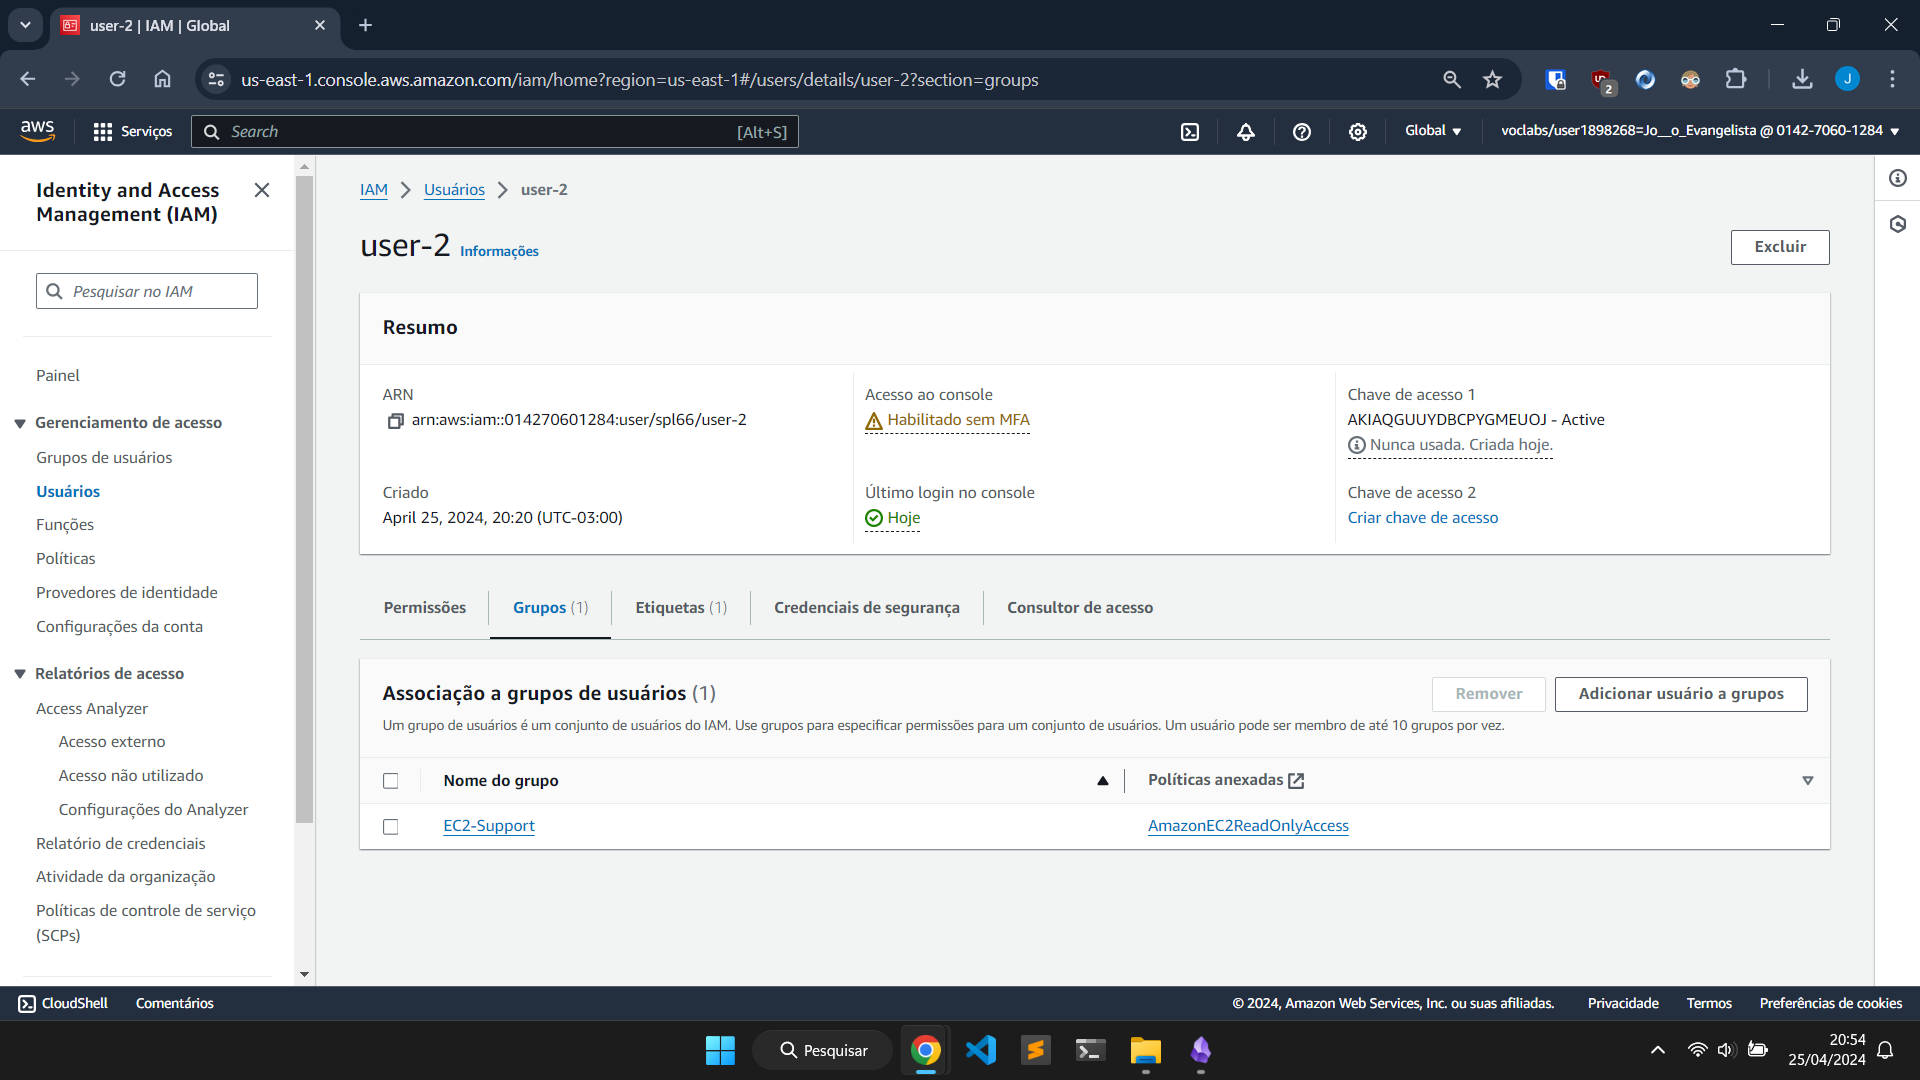 user-2 | IAM | Global
us-east-1.console.aws.amazon.com/iam/home?region=us-east-1#/users/details/user-2?section=groups
2
J
aws
Serviços
Search
[Alt+S]
Global
voclabs/user1898268=Jo__o_Evangelista @ 0142-7060-1284
Identity and Access
Management (IAM)
Pesquisar no IAM
Painel
Gerenciamento de acesso
Grupos de usuários
Usuários
Funções
Políticas
Provedores de identidade
Configurações da conta
Relatórios de acesso
Access Analyzer
Acesso externo
Acesso não utilizado
Configurações do Analyzer
Relatório de credenciais
Atividade da organização
Políticas de controle de serviço
(SCPs)
IAM
Usuários
user-2
user-2
Informações
Excluir
Resumo
ARN
arn:aws:iam::014270601284:user/spl66/user-2
Criado
April 25, 2024, 20:20 (UTC-03:00)
Acesso ao console
Habilitado sem MFA
Último login no console
Hoje
Chave de acesso 1
AKIAQGUUYDBCPYGMEUOJ - Active
Nunca usada. Criada hoje.
Chave de acesso 2
Criar chave de acesso
Permissões
Grupos (1)
Etiquetas (1)
Credenciais de segurança
Consultor de acesso
Associação a grupos de usuários (1)
Remover
Adicionar usuário a grupos
Um grupo de usuários é um conjunto de usuários do IAM. Use grupos para especificar permissões para um conjunto de usuários. Um usuário pode ser membro de até 10 grupos por vez.
Nome do grupo
Políticas anexadas
EC2-Support
AmazonEC2ReadOnlyAccess
CloudShell
Comentários
© 2024, Amazon Web Services, Inc. ou suas afiliadas.
Privacidade
Termos
Preferências de cookies
Pesquisar
20:54
25/04/2024